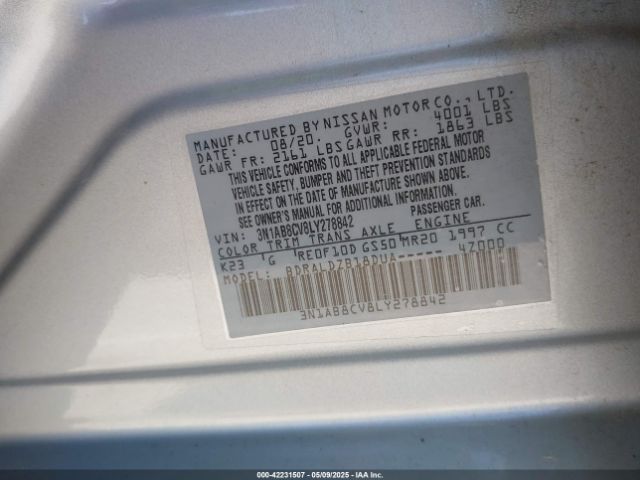 MANUFACTURED BY NISSAN MOTOR CO., LTD.
DATE: 08/20. GVWR: 4001 LBS
GAWR FR: 2161 LBS GAWR RR: 1863 LBS
THIS VEHICLE CONFORMS TO ALL APPLICABLE FEDERAL MOTOR
VEHICLE SAFETY, BUMPER AND THEFT PREVENTION STANDARDS
IN EFFECT ON THE DATE OF MANUFACTURE SHOWN ABOVE.
SEE OWNER'S MANUAL FOR ADDITIONAL INFORMATION.
VIN: 3N1AB8CV8LY278842 PASSENGER CAR.
COLOR TRIM TRANS AXLE, ENGINE
K23 'G 'RE0F10D GS50'MR20 1997 CC
MODEL: BDRALDZB18DUA----- 4Z000
3N1AB8CV8LY278842
000-42231507 - 05/09/2025 - IAA Inc.